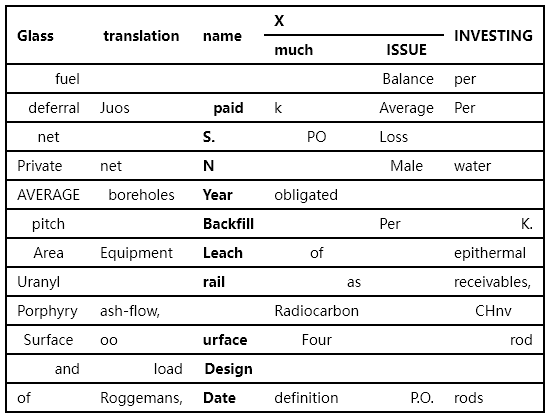 Glass translation name X INVESTING
much ISSUE
fuel Balance per
deferral Juos paid k Average Per
net S. PO Loss
Private net N Male water
AVERAGE boreholes Year obligated
pitch Backfill Per K.
Area Equipment Leach of epithermal
Uranyl rail as receivables,
Porphyry ash-flow, Radiocarbon CHnv
Surface oo urface Four rod
and load Design
of Roggemans, Date definition P.O. rods